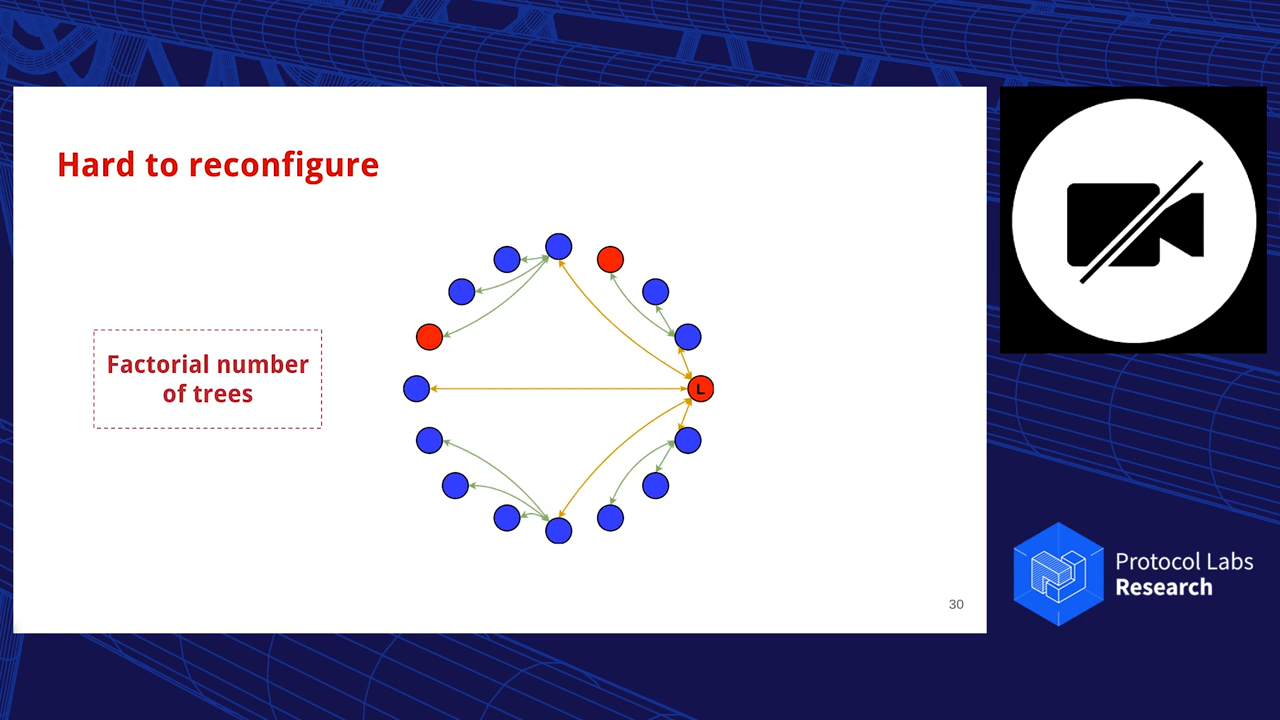 Hard to reconfigure
Factorial number
of trees
L
30
Protocol Labs
Research